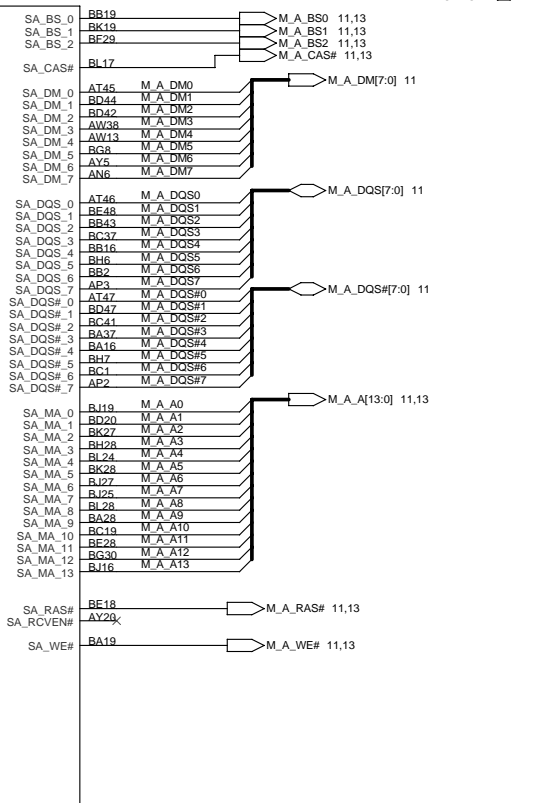 SA_BS_0 BB19 M_A_BS0 11,13
SA_BS_1 BK19 M_A_BS1 11,13
SA_BS_2 BF29 M_A_BS2 11,13
SA_CAS# BL17 M_A_CAS# 11,13
SA_DM_0 AT45 M_A_DM0 M_A_DM[7:0] 11
SA_DM_1 BD44 M_A_DM1
SA_DM_2 BD42 M_A_DM2
SA_DM_3 AW38 M_A_DM3
SA_DM_4 AW13 M_A_DM4
SA_DM_5 BG8 M_A_DM5
SA_DM_6 AY5 M_A_DM6
SA_DM_7 AN6 M_A_DM7
SA_DQS_0 AT46 M_A_DQS0 M_A_DQS[7:0] 11
SA_DQS_1 BE48 M_A_DQS1
SA_DQS_2 BB43 M_A_DQS2
SA_DQS_3 BC37 M_A_DQS3
SA_DQS_4 BB16 M_A_DQS4
SA_DQS_5 BH6 M_A_DQS5
SA_DQS_6 BB2 M_A_DQS6
SA_DQS_7 AP3 M_A_DQS7
SA_DQS#_0 AT47 M_A_DQS#0 M_A_DQS#[7:0] 11
SA_DQS#_1 BD47 M_A_DQS#1
SA_DQS#_2 BC41 M_A_DQS#2
SA_DQS#_3 BA37 M_A_DQS#3
SA_DQS#_4 BA16 M_A_DQS#4
SA_DQS#_5 BH7 M_A_DQS#5
SA_DQS#_6 BC1 M_A_DQS#6
SA_DQS#_7 AP2 M_A_DQS#7
SA_MA_0 BJ19 M_A_A0 M_A_A[13:0] 11,13
SA_MA_1 BD20 M_A_A1
SA_MA_2 BK27 M_A_A2
SA_MA_3 BH28 M_A_A3
SA_MA_4 BL24 M_A_A4
SA_MA_5 BK28 M_A_A5
SA_MA_6 BJ27 M_A_A6
SA_MA_7 BJ25 M_A_A7
SA_MA_8 BL28 M_A_A8
SA_MA_9 BA28 M_A_A9
SA_MA_10 BC19 M_A_A10
SA_MA_11 BE28 M_A_A11
SA_MA_12 BG30 M_A_A12
SA_MA_13 BJ16 M_A_A13
SA_RAS# BE18 M_A_RAS# 11,13
SA_RCVEN# AY20
SA_WE# BA19 M_A_WE# 11,13